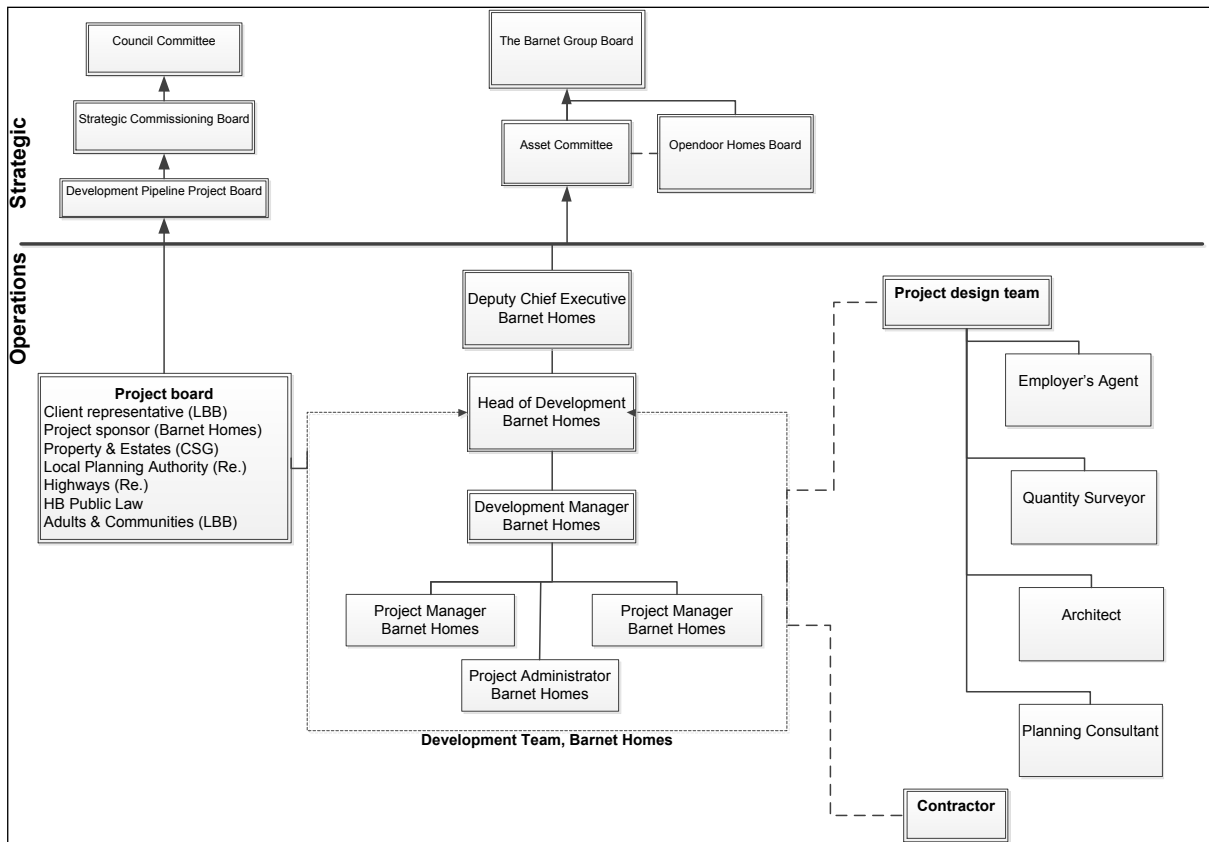 Strategic
Council Committee
Strategic Commissioning Board
Development Pipeline Project Board
The Barnet Group Board
Asset Committee
Opendoor Homes Board
Operations
Deputy Chief Executive
Barnet Homes
Head of Development
Barnet Homes
Development Manager
Barnet Homes
Project Manager
Barnet Homes
Project Manager
Barnet Homes
Project Administrator
Barnet Homes
Development Team, Barnet Homes
Project board
Client representative (LBB)
Project sponsor (Barnet Homes)
Property & Estates (CSG)
Local Planning Authority (Re.)
Highways (Re.)
HB Public Law
Adults & Communities (LBB)
Project design team
Employer’s Agent
Quantity Surveyor
Architect
Planning Consultant
Contractor